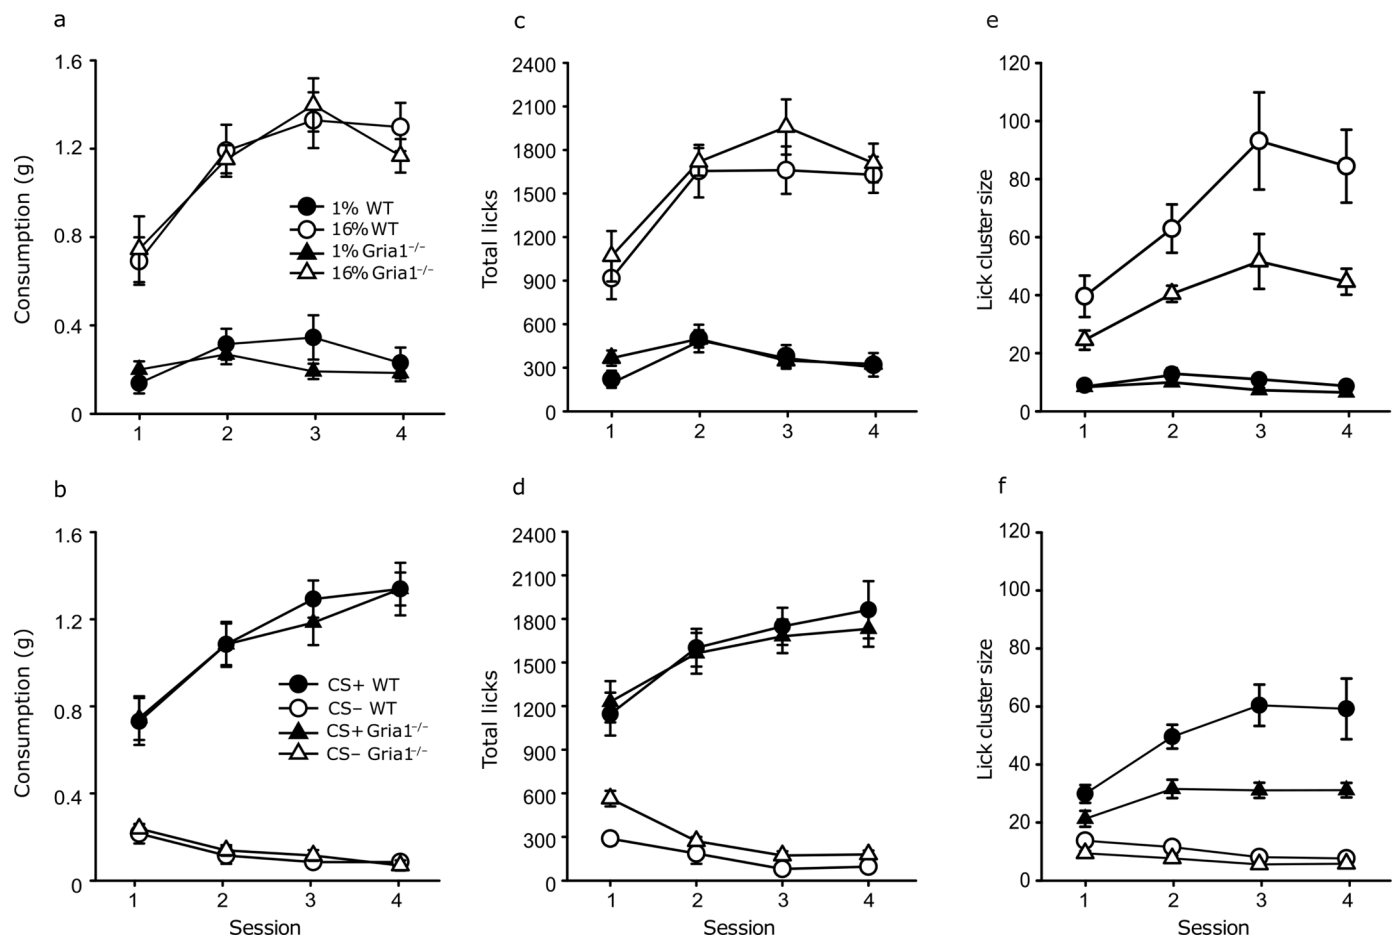 a
1.6
1.2
0.8
0.4
0
Consumption (g)
1% WT
16% WT
1% Gria1⁻/⁻
16% Gria1⁻/⁻
1 2 3 4
c
2400
2100
1800
1500
1200
900
600
300
0
Total licks
1 2 3 4
e
120
100
80
60
40
20
0
Lick cluster size
1 2 3 4
b
1.6
1.2
0.8
0.4
0
Consumption (g)
CS+ WT
CS− WT
CS+ Gria1⁻/⁻
CS− Gria1⁻/⁻
1 2 3 4
Session
d
2400
2100
1800
1500
1200
900
600
300
0
Total licks
1 2 3 4
f
120
100
80
60
40
20
0
Lick cluster size
1 2 3 4
Session